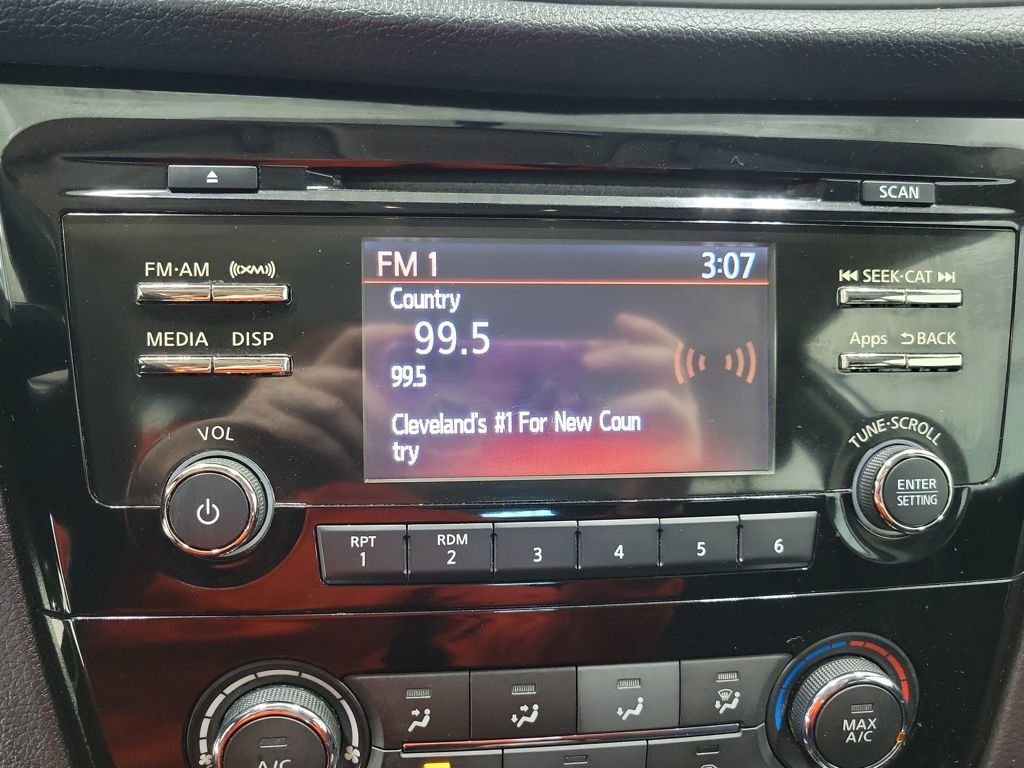 SCAN
FM·AM
XM
MEDIA
DISP
FM 1 3:07
Country
99.5
99.5
Cleveland's #1 For New Coun
try
SEEK·CAT
Apps
BACK
VOL
TUNE·SCROLL
ENTER
SETTING
RPT
1
RDM
2
3
4
5
6
A/C
MAX
A/C